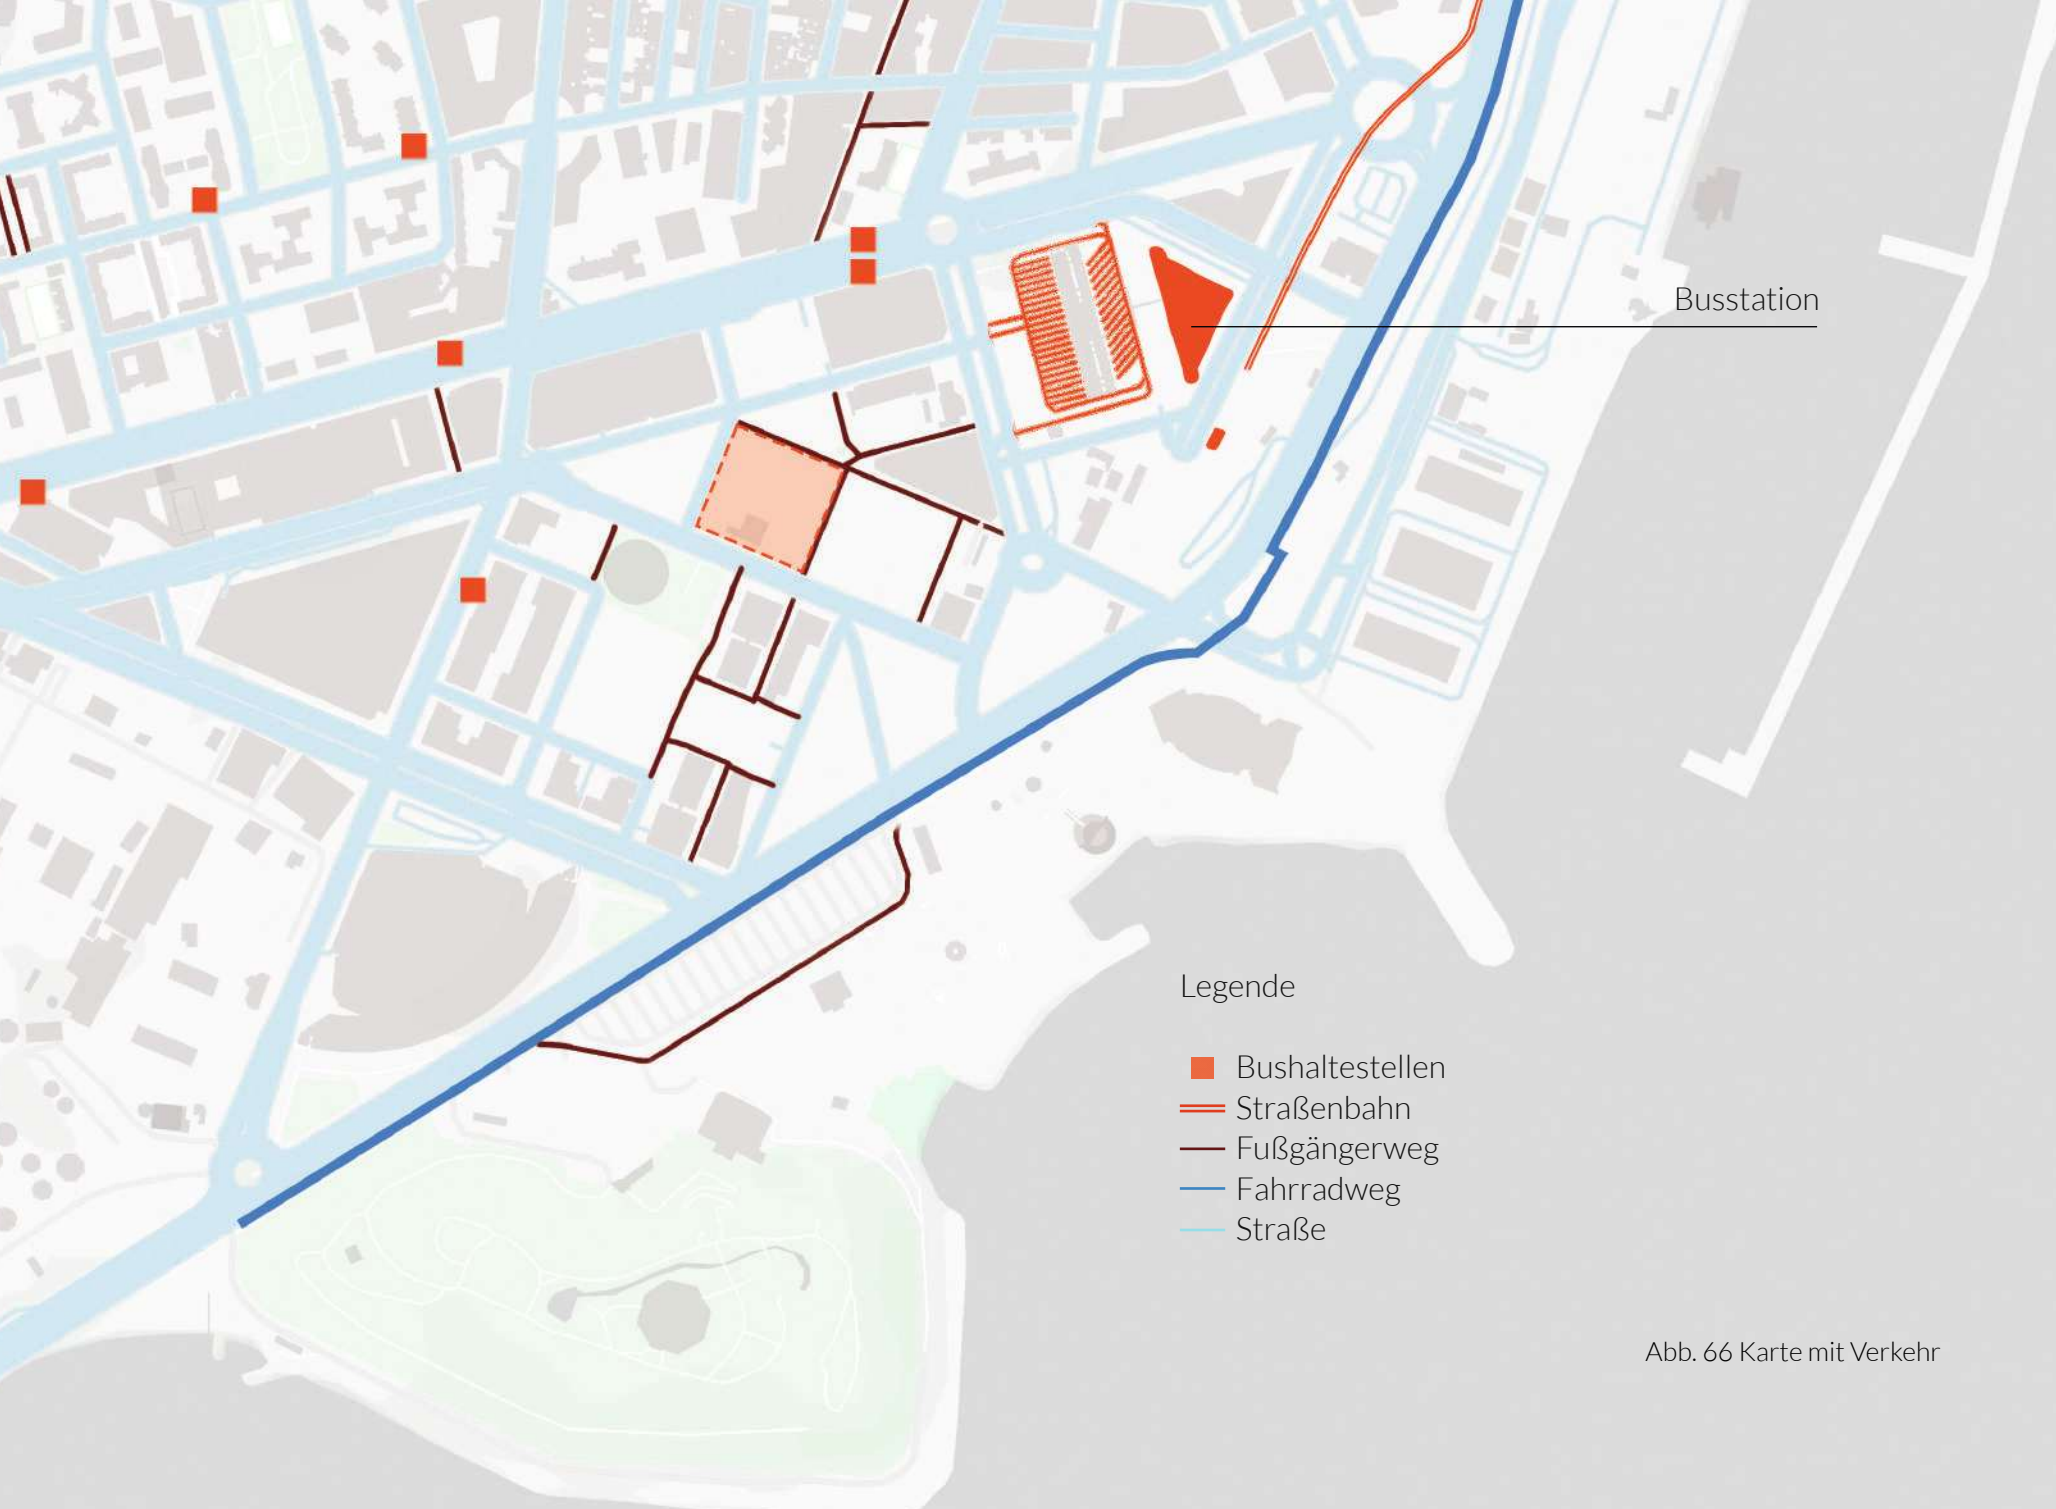 Busstation
Legende
Bushaltestellen
Straßenbahn
Fußgängerweg
Fahrradweg
Straße
Abb. 66 Karte mit Verkehr